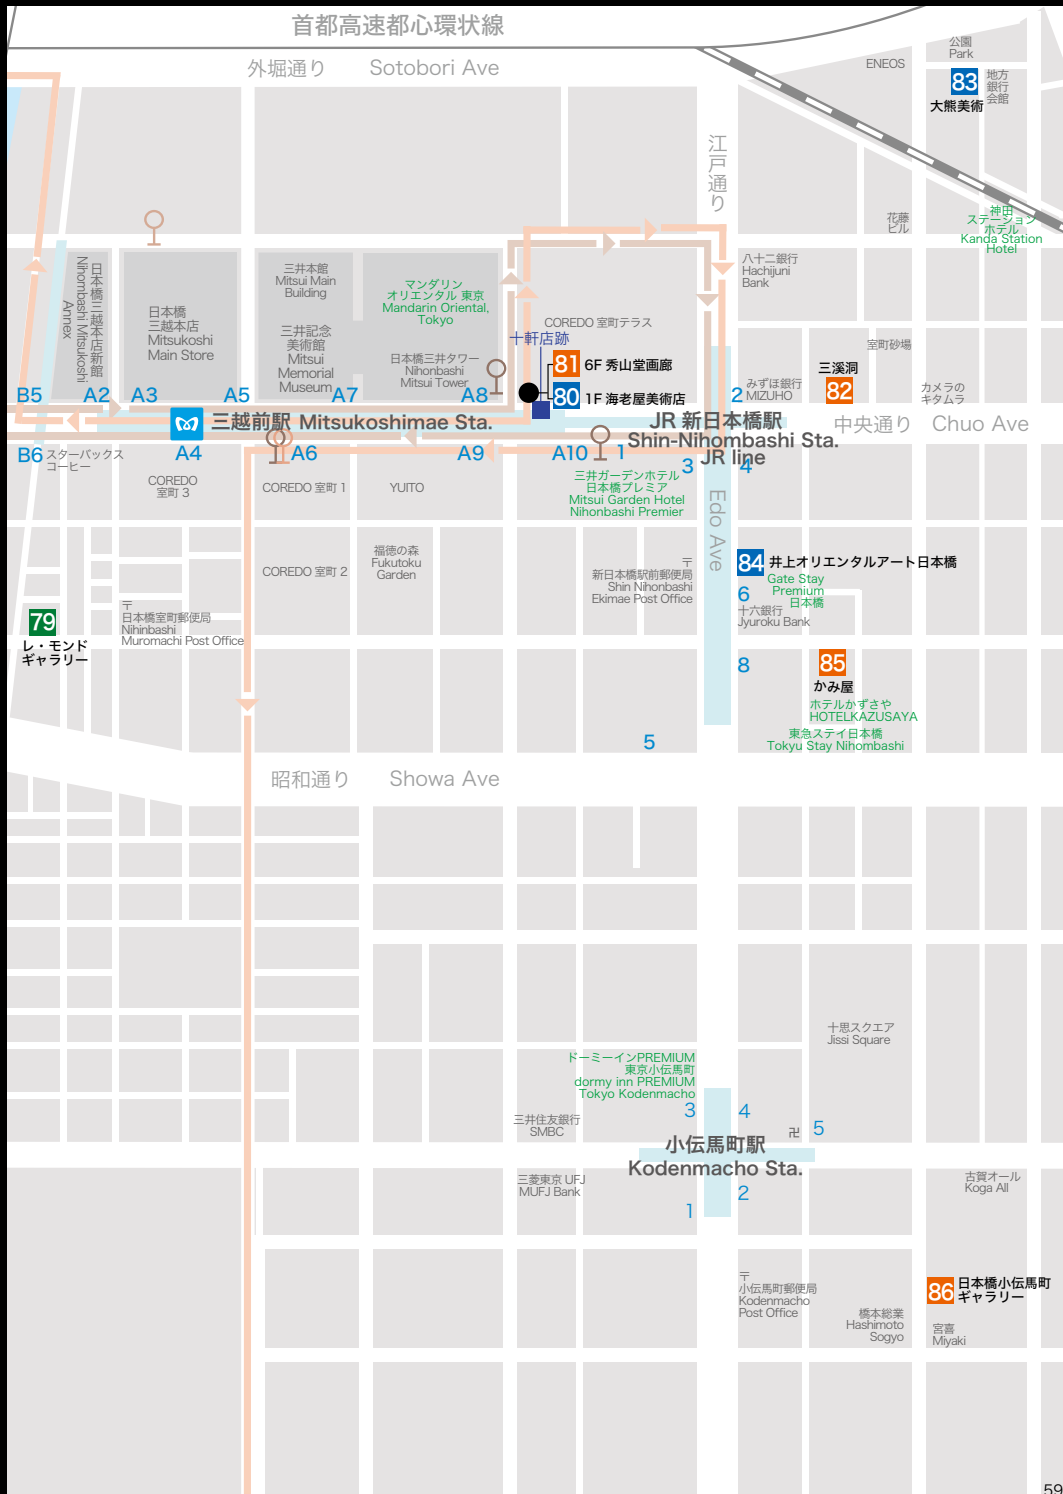 首都高速都心環状線
外堀通り Sotobori Ave
公園
Park
ENEOS
83
大熊美術
地方
銀行
会館
江戸通り
神田
ステーション
ホテル
Kanda Station
Hotel
花藤
ビル
八十二銀行
Hachijuni
Bank
日本橋三越本店新館
Nihombashi Mitsukoshi
Annex
日本橋
三越本店
Mitsukoshi
Main Store
三井本館
Mitsui Main
Building
三井記念
美術館
Mitsui
Memorial
Museum
マンダリン
オリエンタル 東京
Mandarin Oriental,
Tokyo
日本橋三井タワー
Nihonbashi
Mitsui Tower
COREDO 室町テラス
十軒店跡
81 6F 秀山堂画廊
80 1F 海老屋美術店
室町砂場
三溪洞
82
みずほ銀行
MIZUHO
カメラの
キタムラ
B5
A2
A3
A5
A7
A8
2
三越前駅 Mitsukoshimae Sta.
JR 新日本橋駅
Shin-Nihombashi Sta.
JR line
中央通り Chuo Ave
B6
スターバックス
コーヒー
A4
A6
A9
A10
1
3
4
COREDO
室町 3
COREDO 室町 1
YUITO
三井ガーデンホテル
日本橋プレミア
Mitsui Garden Hotel
Nihonbashi Premier
Edo Ave
福徳の森
Fukutoku
Garden
COREDO 室町 2
〒
新日本橋駅前郵便局
Shin Nihonbashi
Ekimae Post Office
84 井上オリエンタルアート日本橋
Gate Stay
Premium
日本橋
6
十六銀行
Jyuroku Bank
79
レ・モンド
ギャラリー
〒
日本橋室町郵便局
Nihinbashi
Muromachi Post Office
8
85
かみ屋
ホテルかずさや
HOTELKAZUSAYA
東急ステイ日本橋
Tokyu Stay Nihombashi
5
昭和通り Showa Ave
十思スクエア
Jissi Square
ドーミーインPREMIUM
東京小伝馬町
dormy inn PREMIUM
Tokyo Kodenmacho
3
4
5
卍
三井住友銀行
SMBC
小伝馬町駅
Kodenmacho Sta.
三菱東京 UFJ
MUFJ Bank
1
2
古賀オール
Koga All
〒
小伝馬町郵便局
Kodenmacho
Post Office
86 日本橋小伝馬町
ギャラリー
橋本総業
Hashimoto
Sogyo
宮喜
Miyaki
59